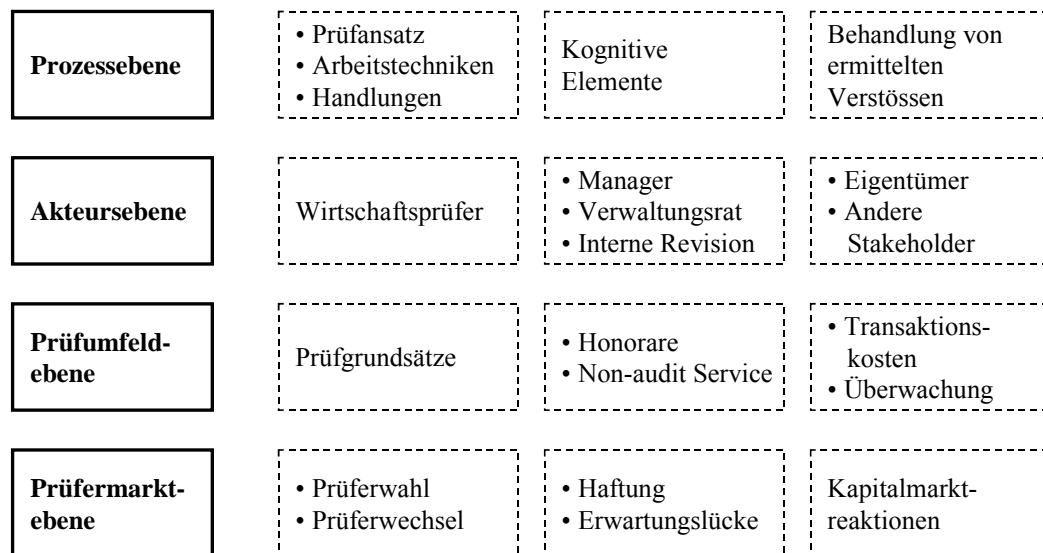 Prozessebene
• Prüfansatz
• Arbeitstechniken
• Handlungen
Kognitive
Elemente
Behandlung von
ermittelten
Verstössen
Akteursebene
Wirtschaftsprüfer
• Manager
• Verwaltungsrat
• Interne Revision
• Eigentümer
• Andere
Stakeholder
Prüfumfeld-
ebene
Prüfgrundsätze
• Honorare
• Non-audit Service
• Transaktions-
kosten
• Überwachung
Prüfermarkt-
ebene
• Prüferwahl
• Prüferwechsel
• Haftung
• Erwartungslücke
Kapitalmarkt-
reaktionen